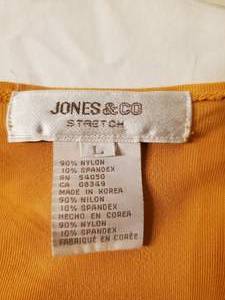 JONES & CO
STRETCH
L
90% NYLON
10% SPANDEX
RN 54050
CA 08349
MADE IN KOREA
90% NILON
10% SPANDEX
HECHO EN COREA
90% NYLON
10% SPANDEX
FABRIQUÉ EN CORÉE